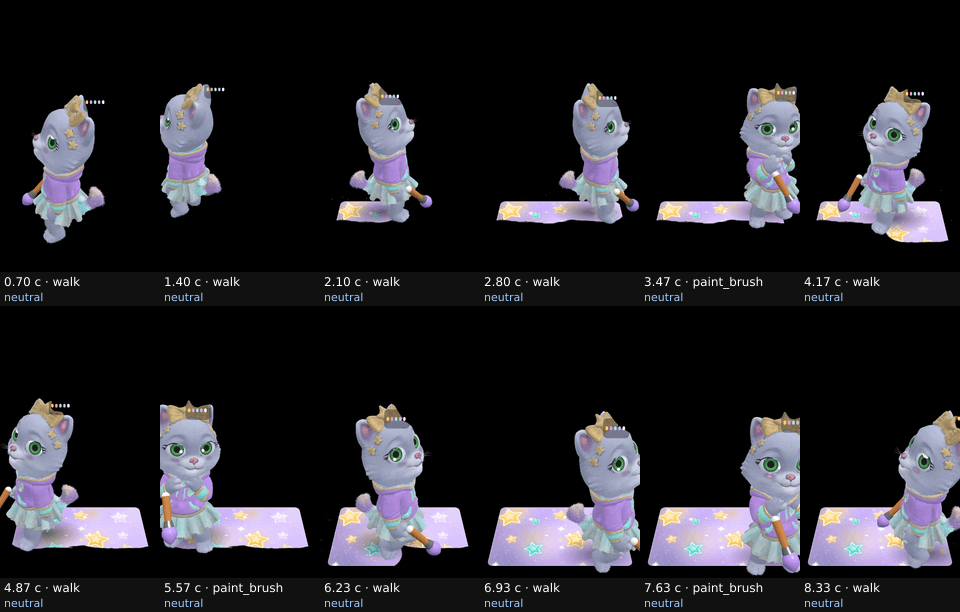 0.70 c · walk
neutral
1.40 c · walk
neutral
2.10 c · walk
neutral
2.80 c · walk
neutral
3.47 c · paint_brush
neutral
4.17 c · walk
neutral
4.87 c · walk
neutral
5.57 c · paint_brush
neutral
6.23 c · walk
neutral
6.93 c · walk
neutral
7.63 c · paint_brush
neutral
8.33 c · walk
neutral